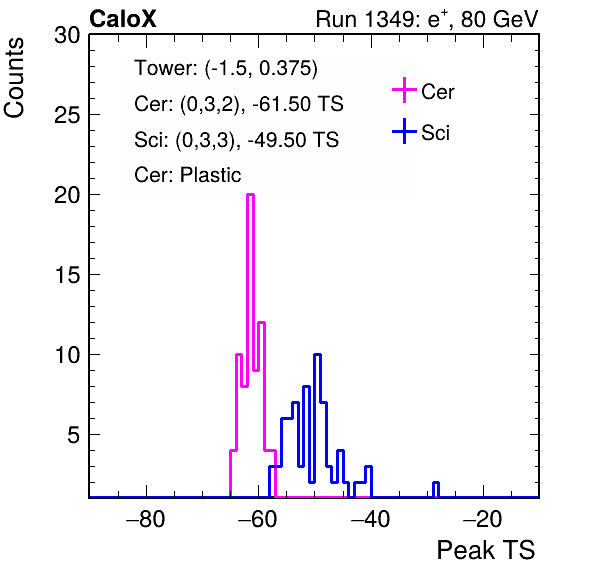 CaloX Run 1349: e⁺, 80 GeV
Counts
30
25
20
15
10
5
Tower: (-1.5, 0.375)
Cer: (0,3,2), -61.50 TS
Sci: (0,3,3), -49.50 TS
Cer: Plastic
Cer
Sci
−80 −60 −40 −20
Peak TS